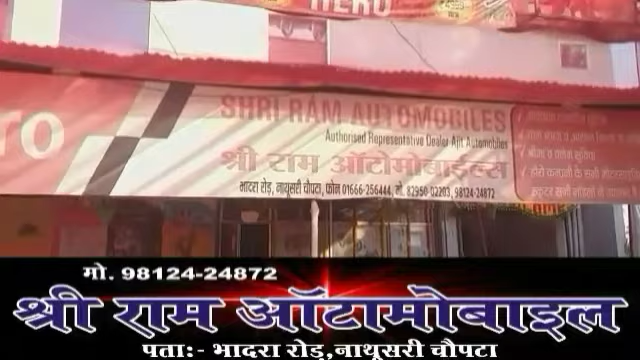 HERO
ro
SHRI RAM AUTOMOBILES
Authorised Representative Dealer Ajit Automobiles
श्री राम ऑटोमोबाईल्स
भादरा रोड़, नाथूसरी चौपटा, फोन 01666-256444, मो. 82950-02203, 98124-24872
मो. 98124-24872
श्री राम ऑटामोबाइल
पताः- भादरा रोड़,नाथूसरी चौपटा